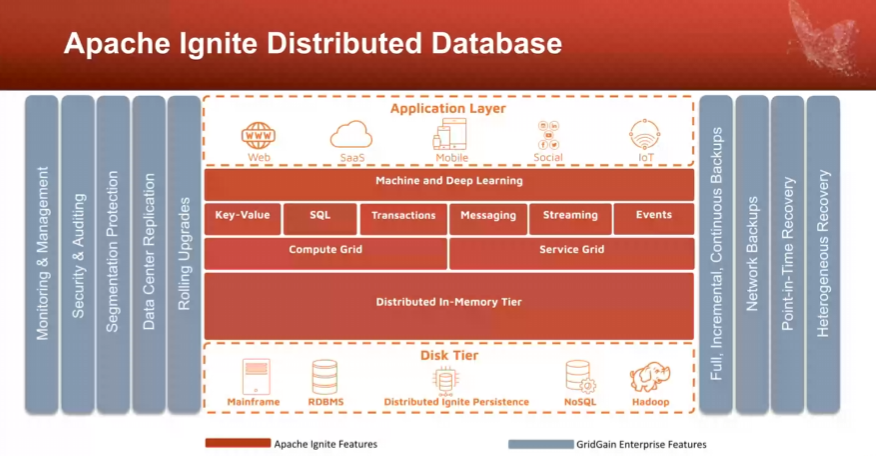 Apache Ignite Distributed Database
Monitoring & Management
Security & Auditing
Segmentation Protection
Data Center Replication
Rolling Upgrades
Application Layer
WWW
Web
SaaS
Mobile
Social
IoT
Machine and Deep Learning
Key-Value
SQL
Transactions
Messaging
Streaming
Events
Compute Grid
Service Grid
Distributed In-Memory Tier
Disk Tier
Mainframe
RDBMS
Distributed Ignite Persistence
NoSQL
Hadoop
Full, Incremental, Continuous Backups
Network Backups
Point-in-Time Recovery
Heterogeneous Recovery
Apache Ignite Features
GridGain Enterprise Features